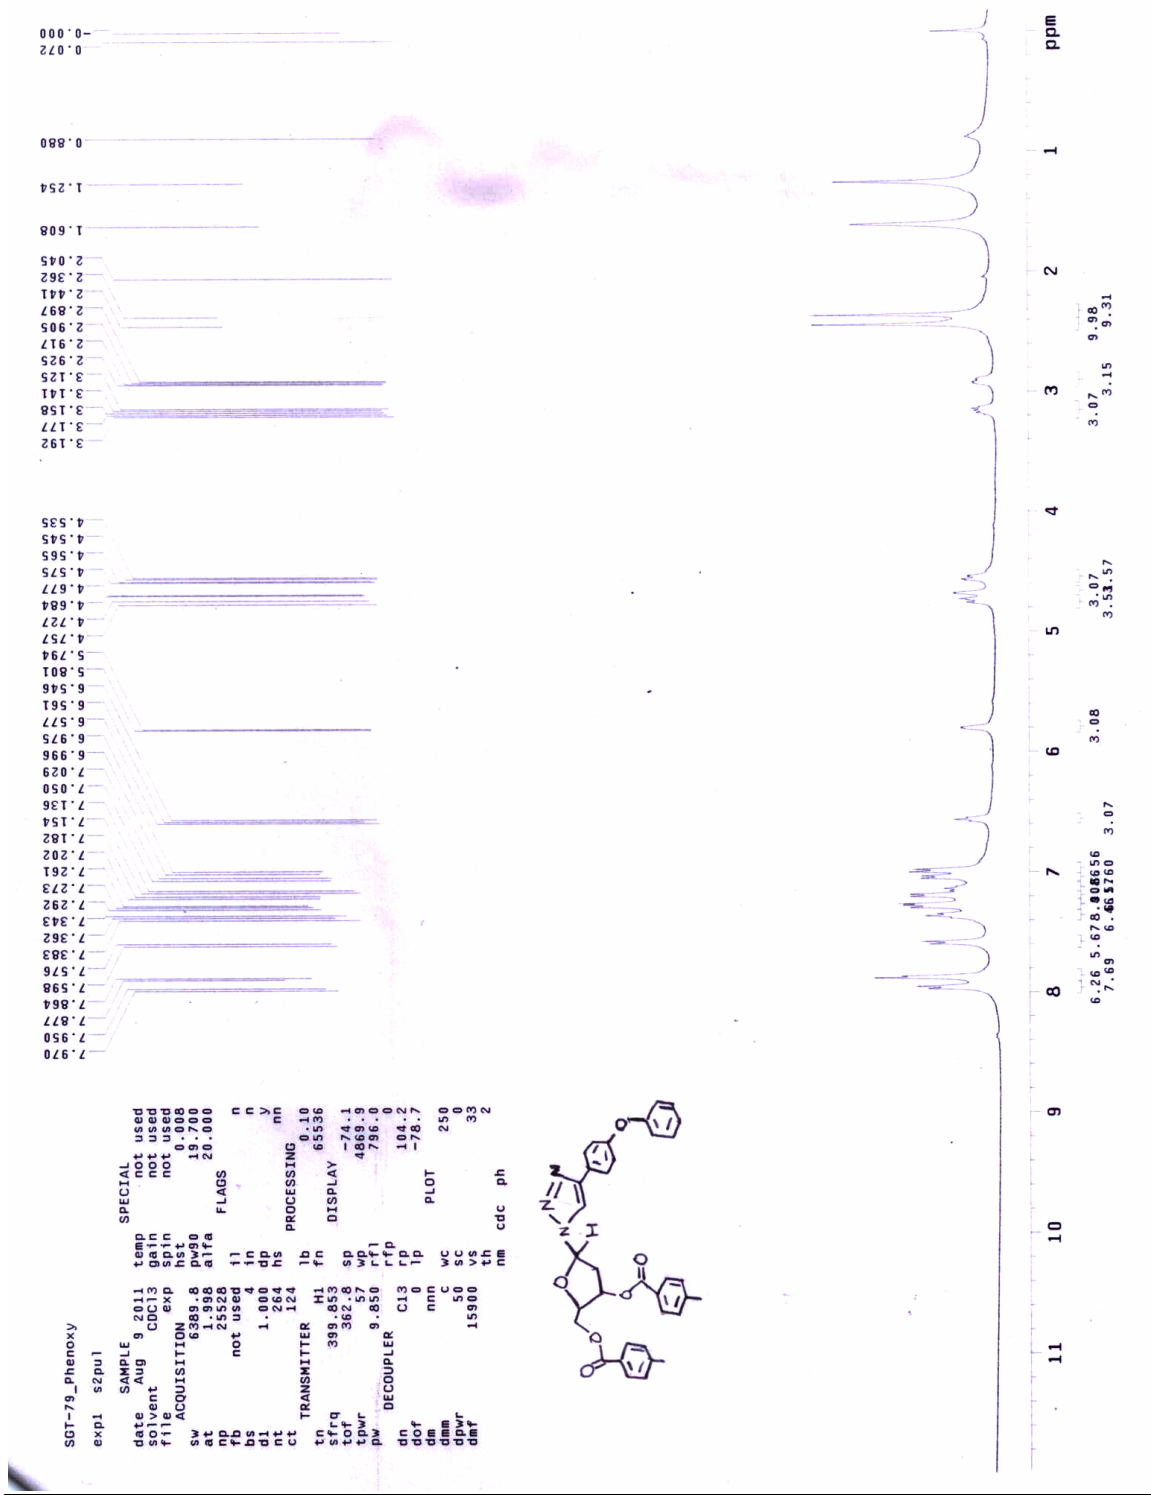 SGT-79_Phenoxy
exp1 s2pul
SAMPLE
date Aug 9 2011
solvent CDCl3
file exp
ACQUISITION
sw 6389.8
at 1.998
np 25528
fb not used
bs 4
d1 1.000
nt 264
ct 124
TRANSMITTER
tn H1
sfrq 399.853
tof 362.8
tpwr 57
pw 9.850
DECOUPLER
dn C13
dof 0
dm nnn
dmm c
dpwr 50
dmf 15900
SPECIAL
temp not used
gain not used
spin not used
hst 0.008
pw90 19.700
alfa 20.000
FLAGS
il n
in n
dp y
hs nn
PROCESSING
lb 0.10
fn 65536
DISPLAY
sp -74.1
wp 4869.9
rfl 796.0
rfp 0
rp 104.2
lp -78.7
PLOT
wc 250
sc 0
vs 33
th 2
nm cdc ph
7.970
7.950
7.877
7.864
7.598
7.576
7.383
7.362
7.343
7.292
7.273
7.261
7.202
7.182
7.154
7.136
7.050
7.029
6.996
6.975
6.577
6.561
6.546
5.801
5.794
4.757
4.727
4.684
4.677
4.575
4.565
4.545
4.535
3.192
3.177
3.158
3.141
3.125
2.925
2.917
2.905
2.897
2.441
2.362
2.045
1.608
1.254
0.880
0.072
-0.000
O
O
O
O
O
N
N
N
H
O
11 10 9 8 7 6 5 4 3 2 1 ppm
6.26
7.69
3.07
3.08
3.07
3.07
3.15
9.98
9.31